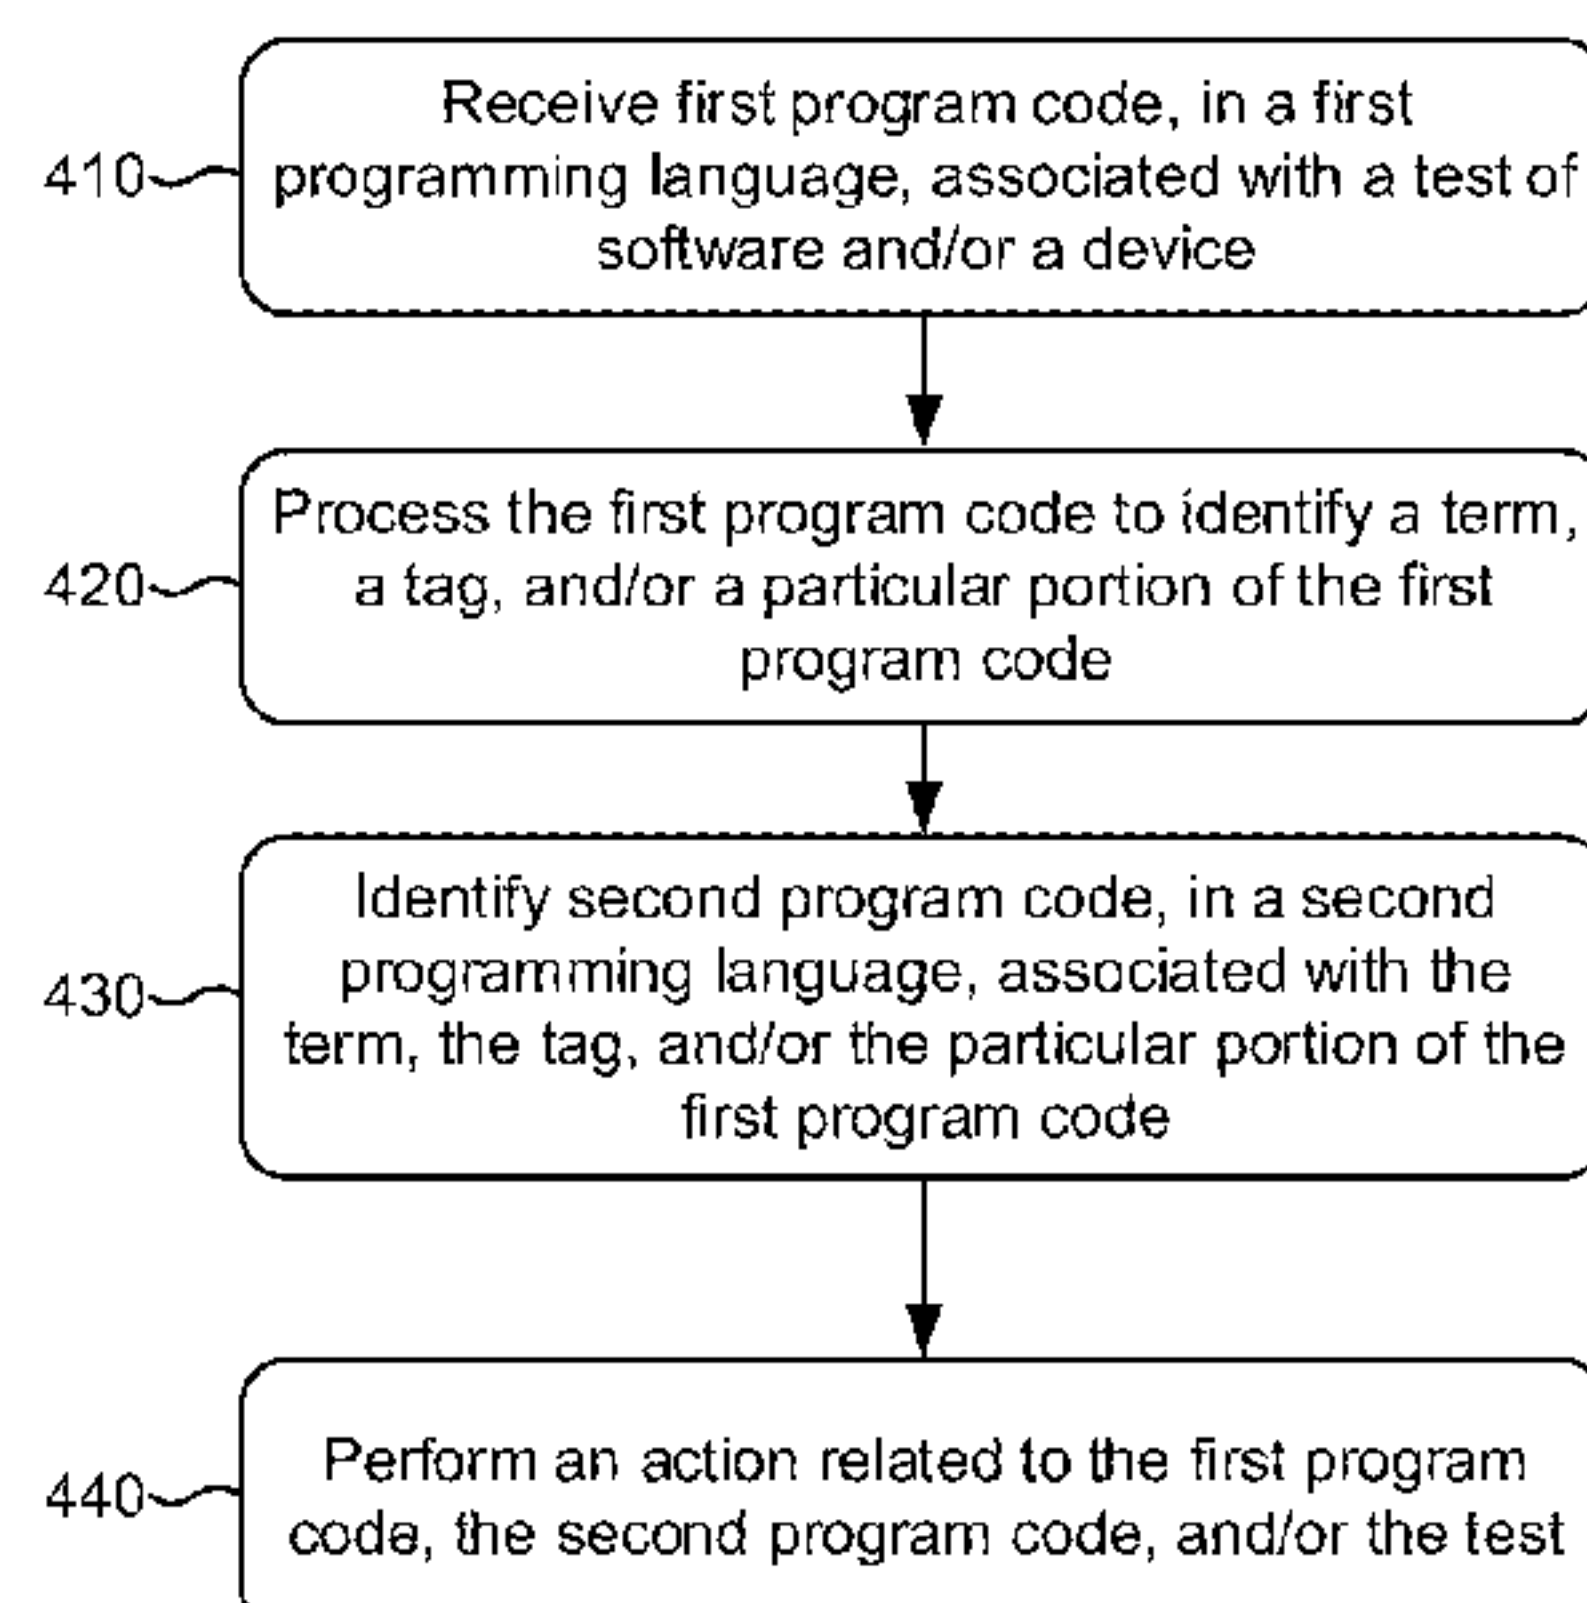 Receive first program code, in a first
410 programming language, associated with a test of
software and/or a device
Process the first program code to identify a term,
420 a tag, and/or a particular portion of the first
program code
Identify second program code, in a second
430 programming language, associated with the
term, the tag, and/or the particular portion of the
first program code
Perform an action related to the first program
440 code, the second program code, and/or the test